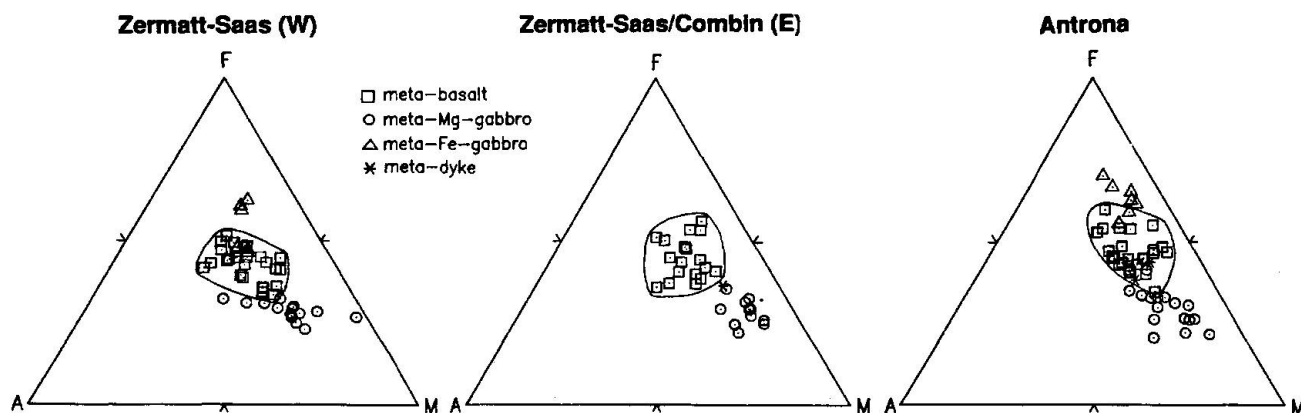 Zermatt-Saas (W)
Zermatt-Saas/Combin (E)
Antrona
F
F
F
meta-basalt
meta-Mg-gabbro
meta-Fe-gabbro
meta-dyke
A
M
A
M
A
M